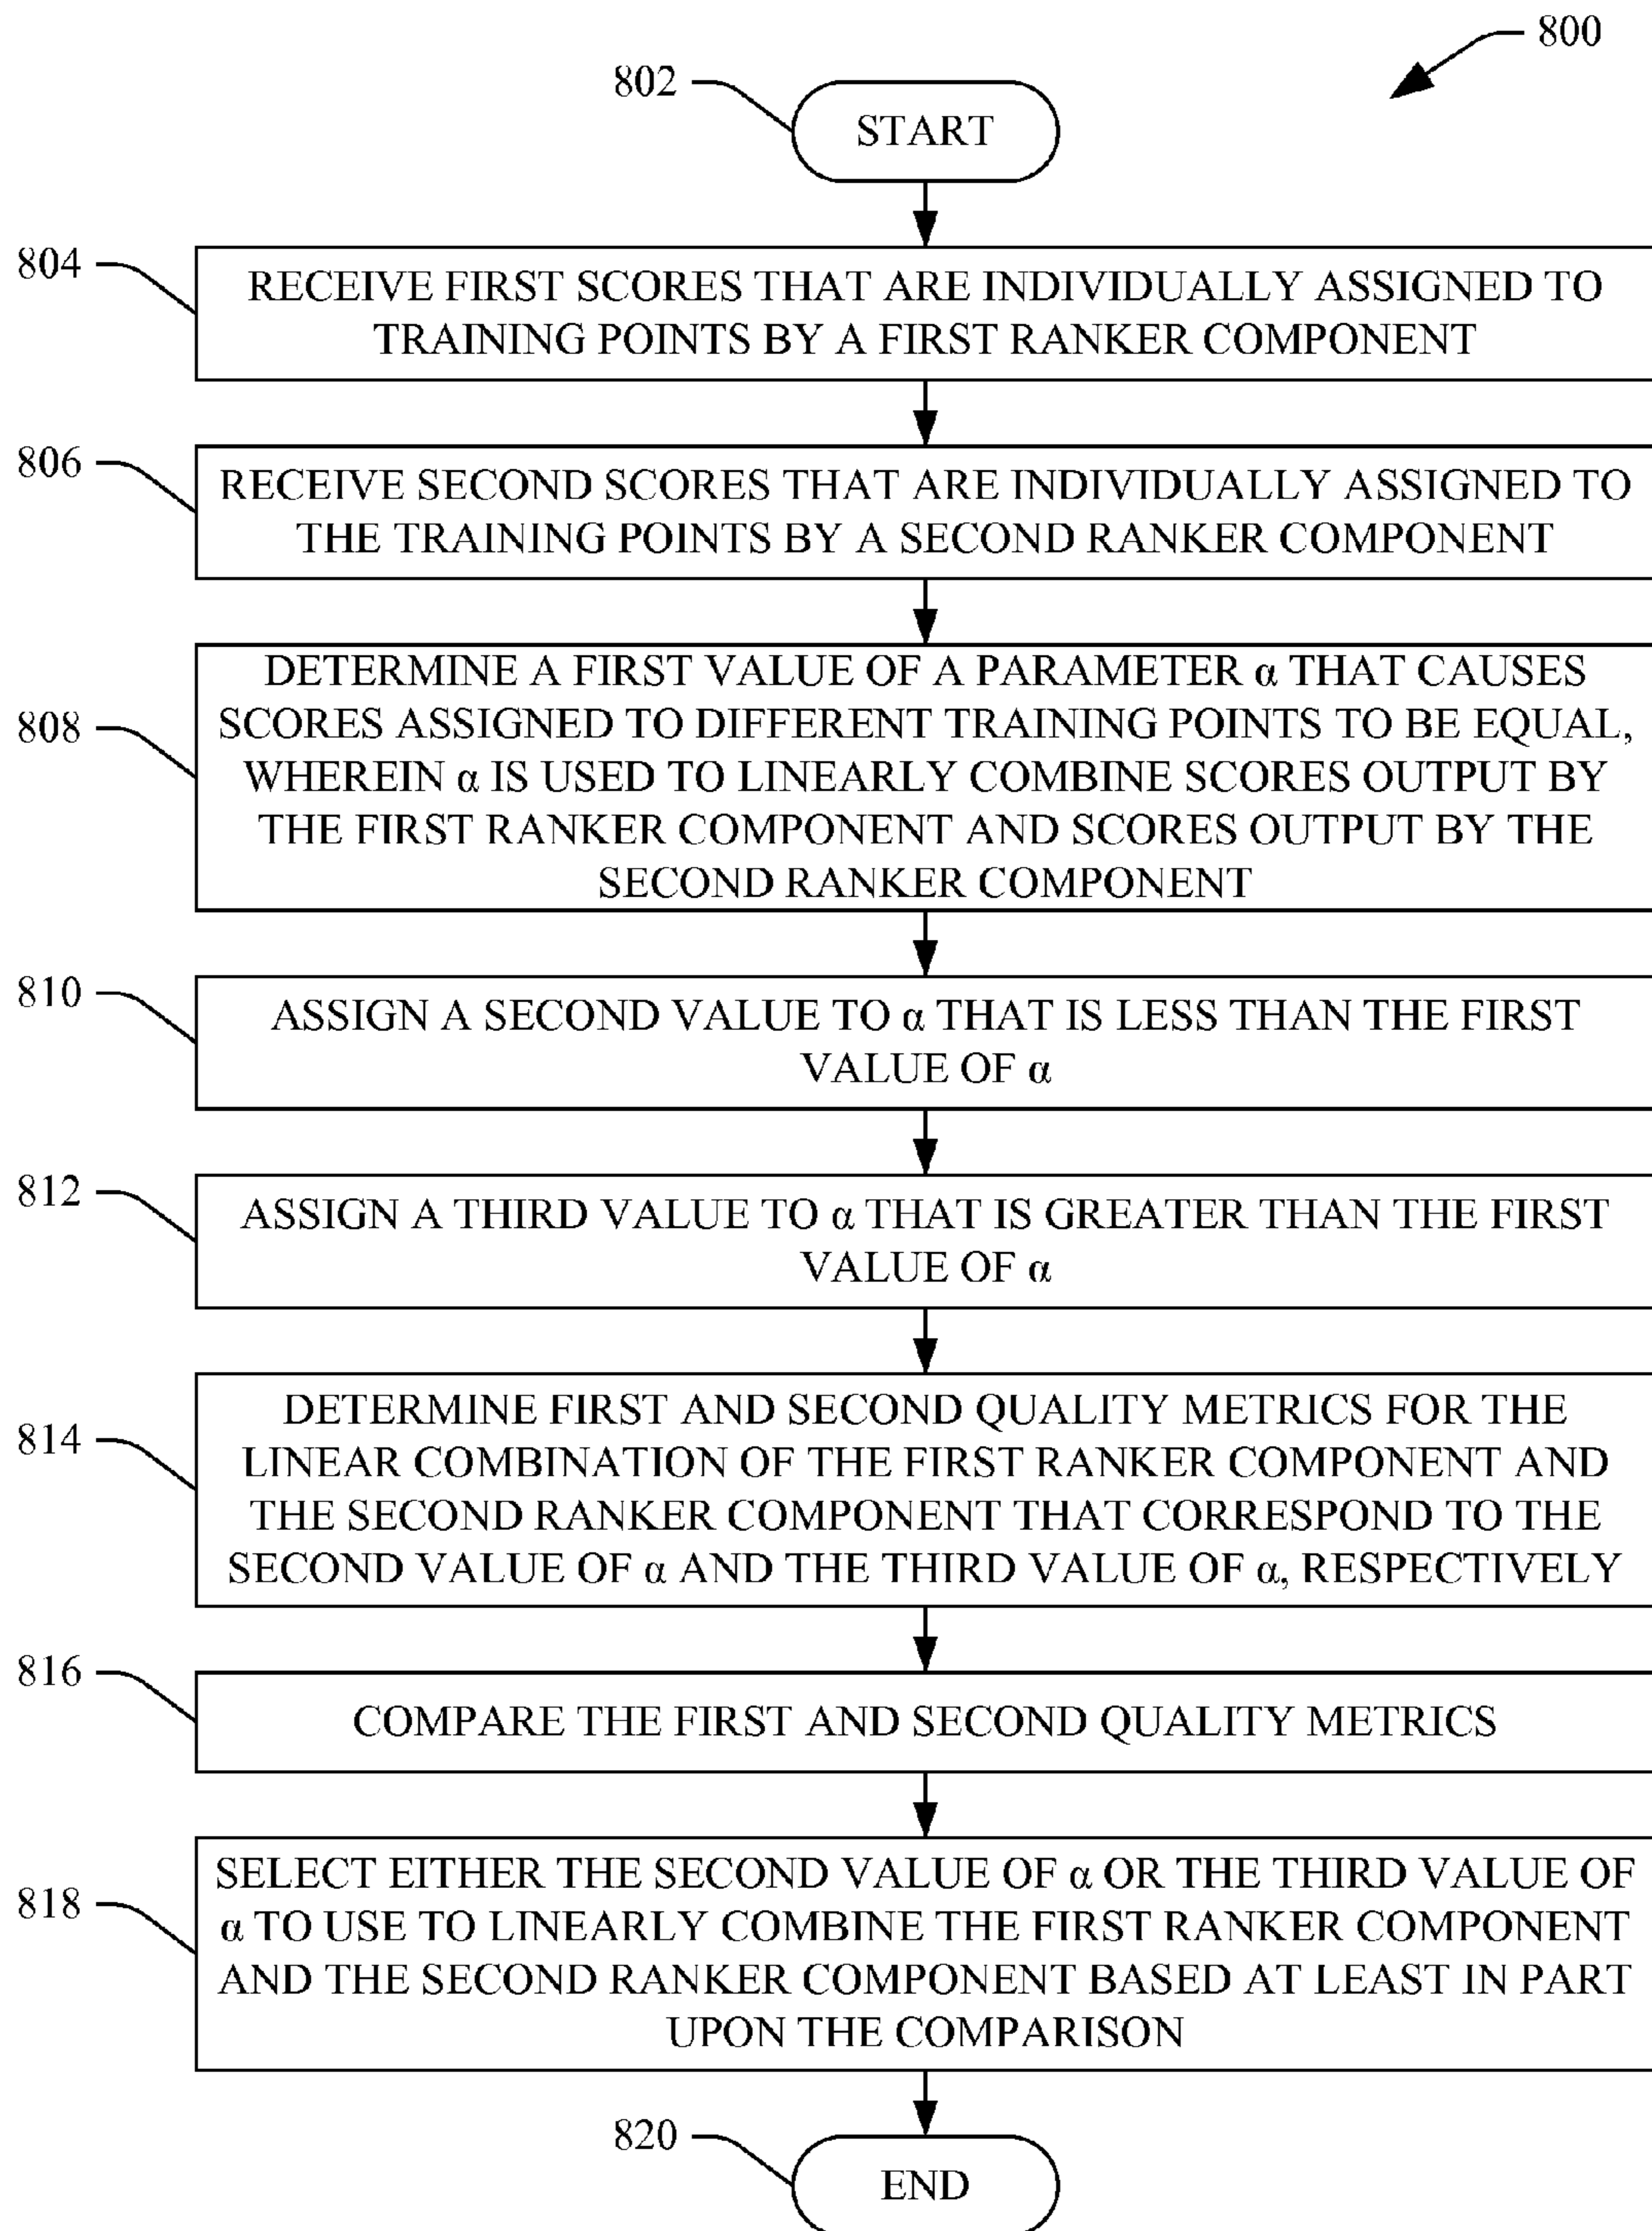 800
802
START
804
RECEIVE FIRST SCORES THAT ARE INDIVIDUALLY ASSIGNED TO
TRAINING POINTS BY A FIRST RANKER COMPONENT
806
RECEIVE SECOND SCORES THAT ARE INDIVIDUALLY ASSIGNED TO
THE TRAINING POINTS BY A SECOND RANKER COMPONENT
808
DETERMINE A FIRST VALUE OF A PARAMETER α THAT CAUSES
SCORES ASSIGNED TO DIFFERENT TRAINING POINTS TO BE EQUAL,
WHEREIN α IS USED TO LINEARLY COMBINE SCORES OUTPUT BY
THE FIRST RANKER COMPONENT AND SCORES OUTPUT BY THE
SECOND RANKER COMPONENT
810
ASSIGN A SECOND VALUE TO α THAT IS LESS THAN THE FIRST
VALUE OF α
812
ASSIGN A THIRD VALUE TO α THAT IS GREATER THAN THE FIRST
VALUE OF α
814
DETERMINE FIRST AND SECOND QUALITY METRICS FOR THE
LINEAR COMBINATION OF THE FIRST RANKER COMPONENT AND
THE SECOND RANKER COMPONENT THAT CORRESPOND TO THE
SECOND VALUE OF α AND THE THIRD VALUE OF α, RESPECTIVELY
816
COMPARE THE FIRST AND SECOND QUALITY METRICS
818
SELECT EITHER THE SECOND VALUE OF α OR THE THIRD VALUE OF
α TO USE TO LINEARLY COMBINE THE FIRST RANKER COMPONENT
AND THE SECOND RANKER COMPONENT BASED AT LEAST IN PART
UPON THE COMPARISON
820
END